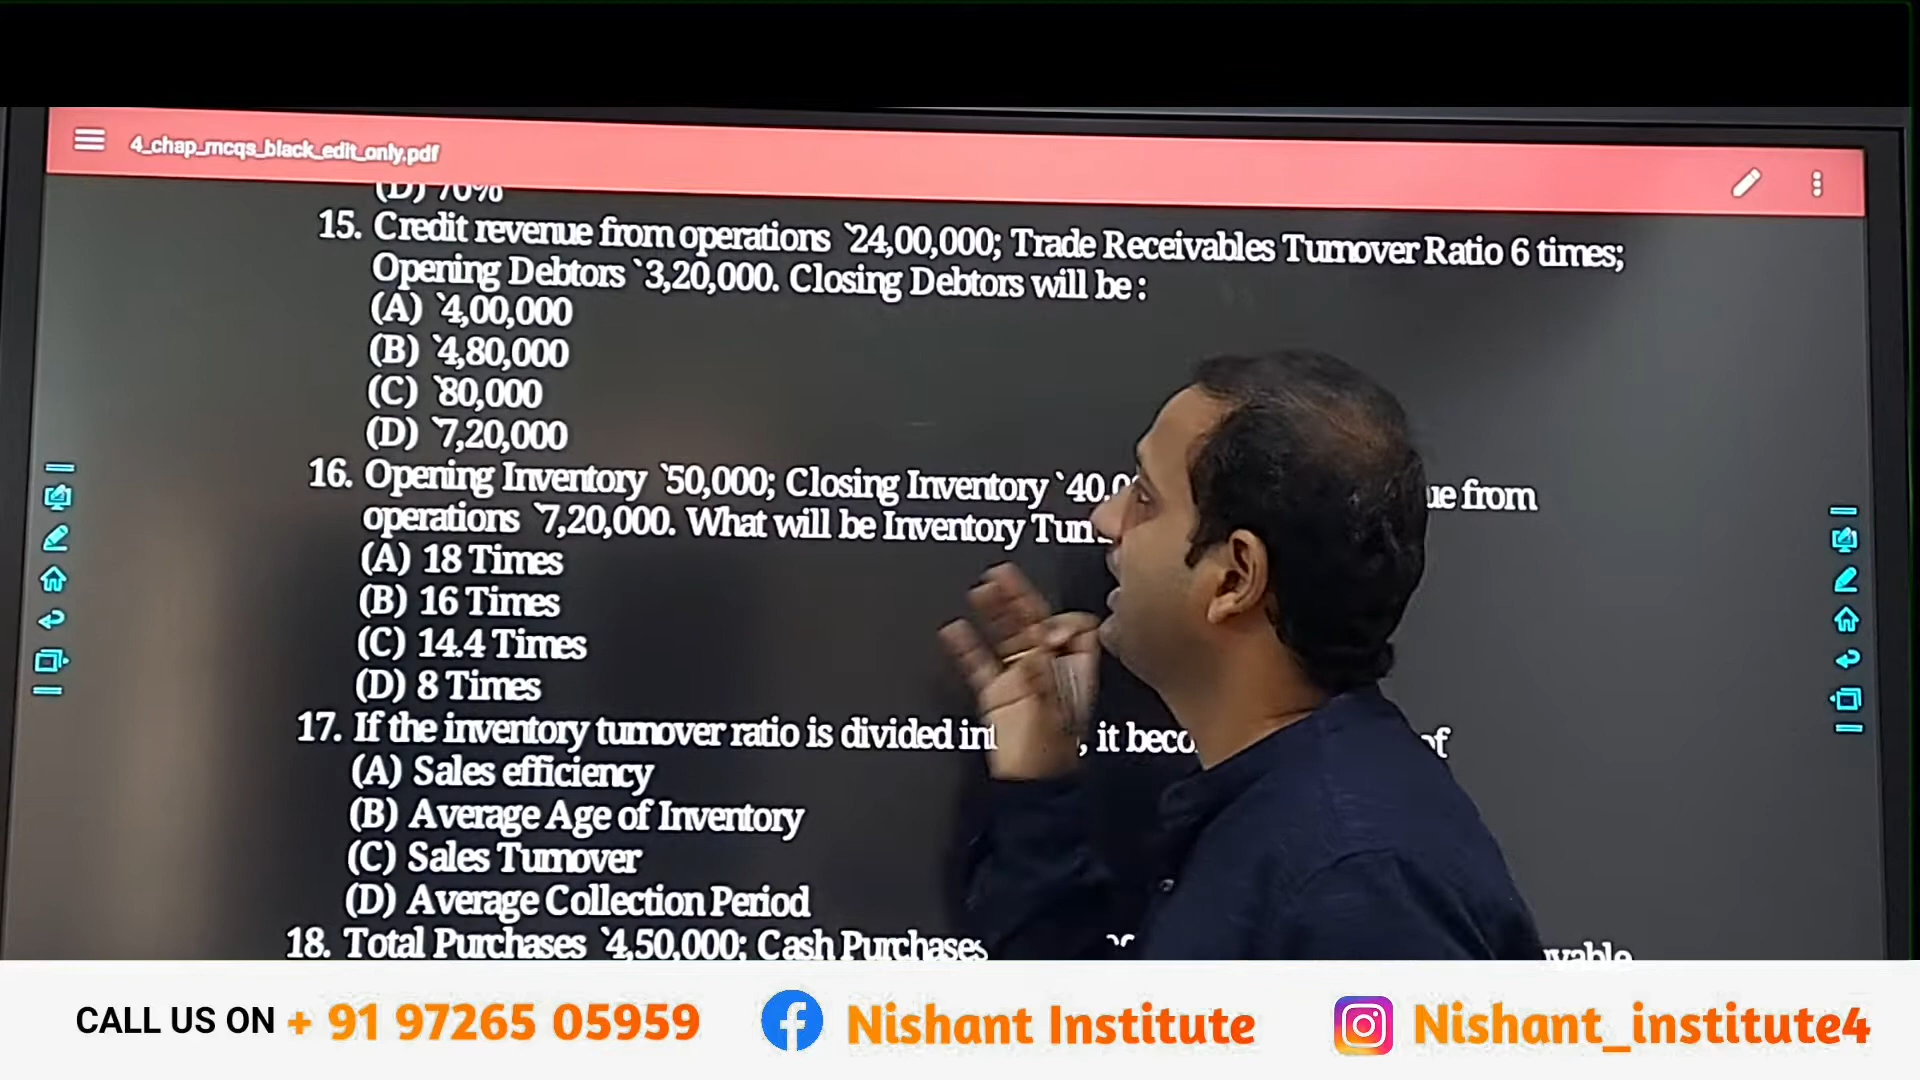 4_chap_mcqs_black_edit_only.pdf
(D) 70%
15. Credit revenue from operations `24,00,000; Trade Receivables Turnover Ratio 6 times;
Opening Debtors `3,20,000. Closing Debtors will be :
(A) `4,00,000
(B) `4,80,000
(C) `80,000
(D) `7,20,000
16. Opening Inventory `50,000; Closing Inventory `40,0 from
operations `7,20,000. What will be Inventory
(A) 18 Times
(B) 16 Times
(C) 14.4 Times
(D) 8 Times
17. If the inventory turnover ratio is divided , it of
(A) Sales efficiency
(B) Average Age of Inventory
(C) Sales Turnover
(D) Average Collection Period
18. Total Purchases `4,50,000; Cash Purchases
CALL US ON + 91 97265 05959 Nishant Institute Nishant_institute4